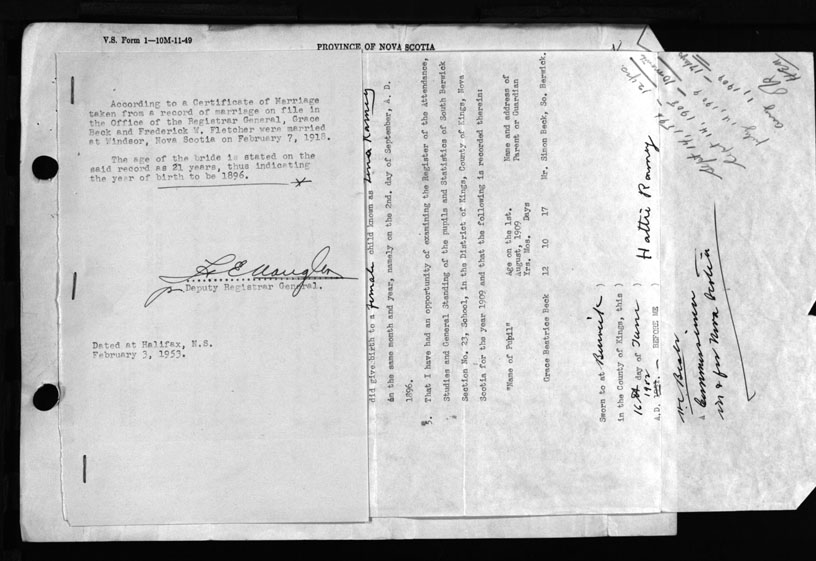 V.S. Form 1—10M-11-49
PROVINCE OF NOVA SCOTIA
According to a Certificate of Marriage
taken from a record of marriage on file in
the Office of the Registrar General, Grace
Beck and Frederick M. Fletcher were married
at Windsor, Nova Scotia on February 7, 1918.
The age of the bride is stated on the
said record as 21 years, thus indicating
the year of birth to be 1896.
Deputy Registrar General.
Dated at Halifax, N.S.
February 3, 1953.
did give birth to a female child known as Ramey
in the same month and year, namely on the 2nd. day of September, A. D.
1896.
3. That I have had an opportunity of examining the Register of the Attendance,
Studies and General Standing of the pupils and Statistics of South Berwick
Section No. 23, School, in the District of Kings, County of Kings, Nova
Scotia for the year 1909 and that the following is recorded therein:
"Name of Pupil"
Age on the 1st.
August, 1909
Yrs. Mos. Days
Name and address of
Parent or Guardian
Grace Beatrice Beck 12 10 17 Mr. Simon Beck, So. Berwick.
Sworn to at Berwick )
in the County of Kings, this )
16th day of June )
A.D. 1952 BEFORE ME )
Hattie Ramey
A Commissioner
in & for Nova Scotia
12 yrs